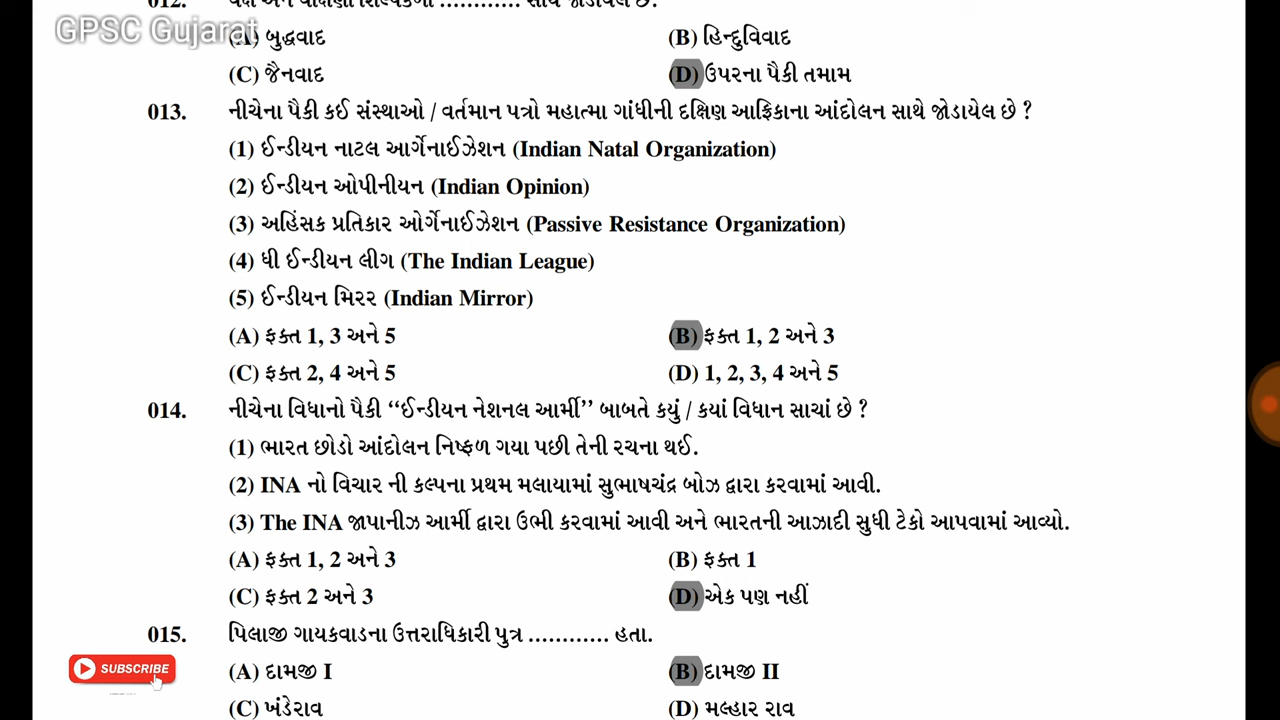 012. યક્ષ અને યક્ષિણી શિલ્પકળા ............ સાથે જોડાયેલ છે.
GPSC Gujarat
(A) બુદ્ધવાદ (B) હિન્દુવિવાદ
(C) જૈનવાદ (D) ઉપરના પૈકી તમામ
013. નીચેના પૈકી કઈ સંસ્થાઓ / વર્તમાન પત્રો મહાત્મા ગાંધીની દક્ષિણ આફ્રિકાના આંદોલન સાથે જોડાયેલ છે ?
(1) ઈન્ડીયન નાટલ આર્ગેનાઈઝેશન (Indian Natal Organization)
(2) ઈન્ડીયન ઓપીનીયન (Indian Opinion)
(3) અહિંસક પ્રતિકાર ઓર્ગેનાઈઝેશન (Passive Resistance Organization)
(4) ધી ઈન્ડીયન લીગ (The Indian League)
(5) ઈન્ડીયન મિરર (Indian Mirror)
(A) ફક્ત 1, 3 અને 5 (B) ફક્ત 1, 2 અને 3
(C) ફક્ત 2, 4 અને 5 (D) 1, 2, 3, 4 અને 5
014. નીચેના વિધાનો પૈકી “ઈન્ડીયન નેશનલ આર્મી” બાબતે કયું / કયાં વિધાન સાચાં છે ?
(1) ભારત છોડો આંદોલન નિષ્ફળ ગયા પછી તેની રચના થઈ.
(2) INA નો વિચાર ની કલ્પના પ્રથમ મલાયામાં સુભાષચંદ્ર બોઝ દ્વારા કરવામાં આવી.
(3) The INA જાપાનીઝ આર્મી દ્વારા ઉભી કરવામાં આવી અને ભારતની આઝાદી સુધી ટેકો આપવામાં આવ્યો.
(A) ફક્ત 1, 2 અને 3 (B) ફક્ત 1
(C) ફક્ત 2 અને 3 (D) એક પણ નહીં
015. પિલાજી ગાયકવાડના ઉત્તરાધિકારી પુત્ર ............ હતા.
SUBSCRIBE
(A) દામજી I (B) દામજી II
(C) ખંડેરાવ (D) મલ્હાર રાવ